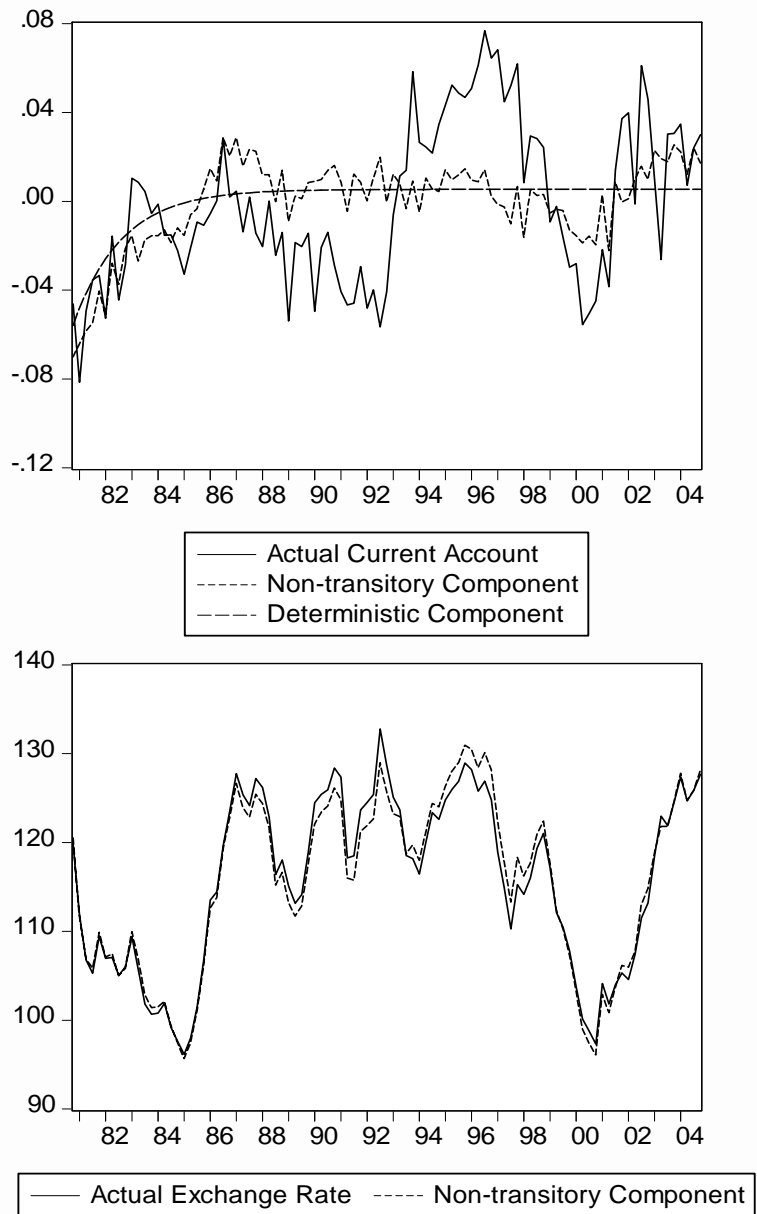 .08
.04
.00
-.04
-.08
-.12
82 84 86 88 90 92 94 96 98 00 02 04
Actual Current Account
Non-transitory Component
Deterministic Component
140
130
120
110
100
90
82 84 86 88 90 92 94 96 98 00 02 04
Actual Exchange Rate Non-transitory Component